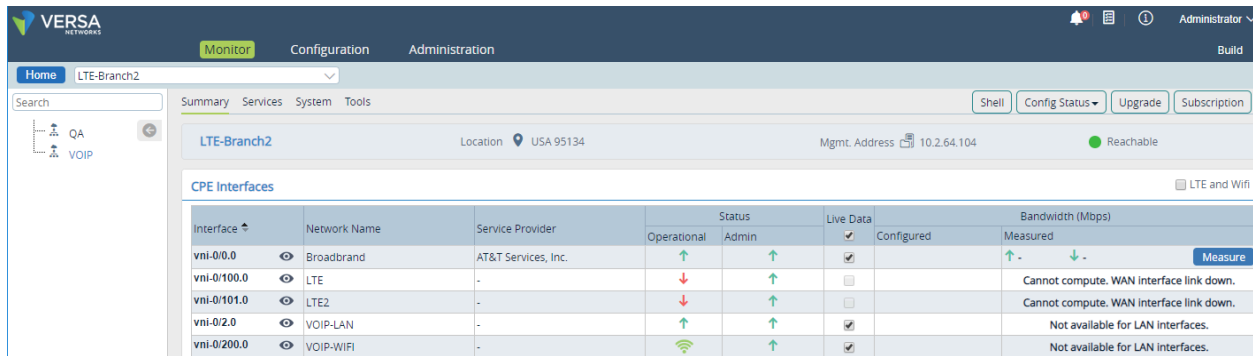 VERSA
NETWORKS
0 Administrator
Monitor Configuration Administration Build
Home LTE-Branch2
Search Summary Services System Tools Shell Config Status Upgrade Subscription
QA
VOIP
LTE-Branch2 Location USA 95134 Mgmt. Address 10.2.64.104 Reachable
CPE Interfaces LTE and Wifi
Interface Network Name Service Provider Status Live Data Bandwidth (Mbps)
Operational Admin Configured Measured
vni-0/0.0 Broadbrand AT&T Services, Inc. - - Measure
vni-0/100.0 LTE - Cannot compute. WAN interface link down.
vni-0/101.0 LTE2 - Cannot compute. WAN interface link down.
vni-0/2.0 VOIP-LAN - Not available for LAN interfaces.
vni-0/200.0 VOIP-WIFI - Not available for LAN interfaces.